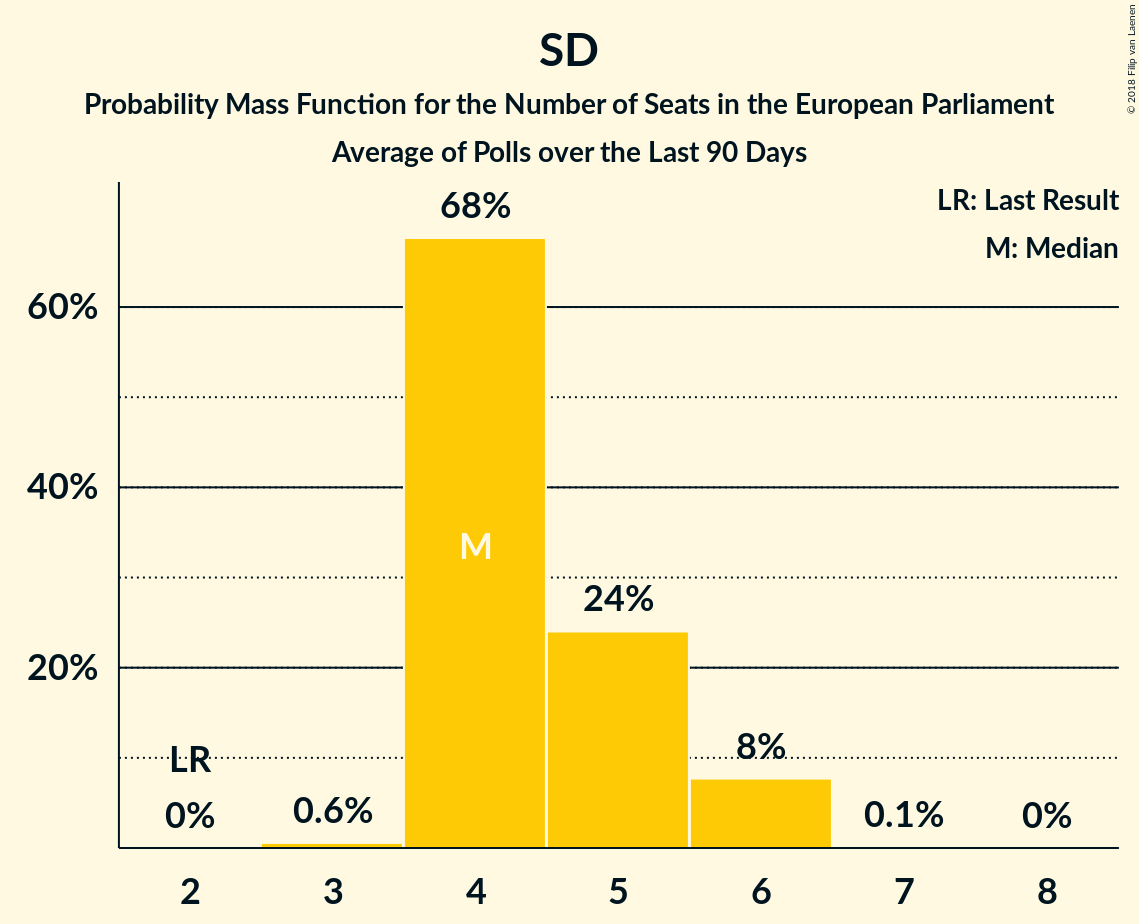 SD
Probability Mass Function for the Number of Seats in the European Parliament
Average of Polls over the Last 90 Days
© 2018 Filip van Laenen
LR: Last Result
M: Median
68%
60%
40%
M
24%
20%
LR
8%
0%
0.6%
0.1%
0%
2 3 4 5 6 7 8